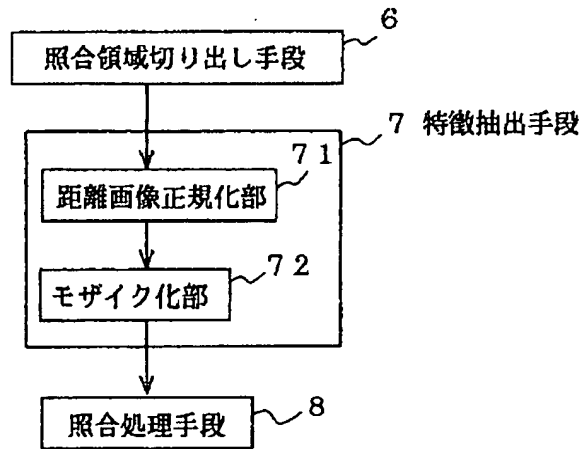 6
照合領域切り出し手段
7 特徴抽出手段
71
距離画像正規化部
72
モザイク化部
照合処理手段
8